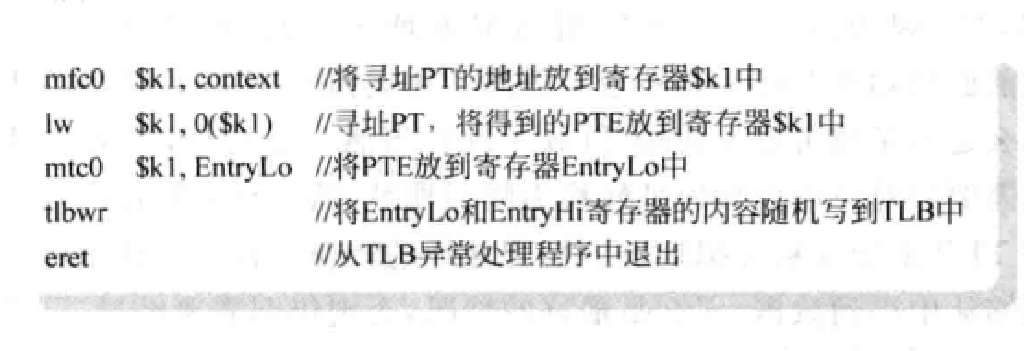 mfc0 $k1, context //将寻址PT的地址放到寄存器$k1中
lw $k1, 0($k1) //寻址PT，将得到的PTE放到寄存器$k1中
mtc0 $k1, EntryLo //将PTE放到寄存器EntryLo中
tlbwr //将EntryLo和EntryHi寄存器的内容随机写到TLB中
eret //从TLB异常处理程序中退出